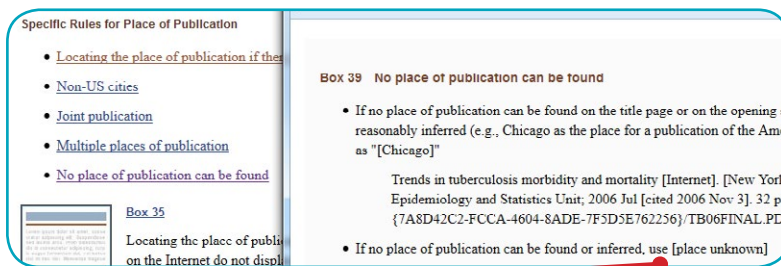 Specific Rules for Place of Publication
• Locating the place of publication if
• Non-US cities
• Joint publication
• Multiple places of publication
• No place of publication can be found
Box 35
Locating the place of
on the Internet do not
Box 39 No place of publication can be found
• If no place of publication can be found on the title page or on the opening
reasonably inferred (e.g., Chicago as the place for a publication of the
as "[Chicago]"
Trends in tuberculosis morbidity and mortality [Internet]. [New
Epidemiology and Statistics Unit; 2006 Jul [cited 2006 Nov 3]. 32 p
{7A8D42C2-FCCA-4604-8ADE-7F5D5E762256}/TB06FINAL.PD
• If no place of publication can be found or inferred, use [place unknown]